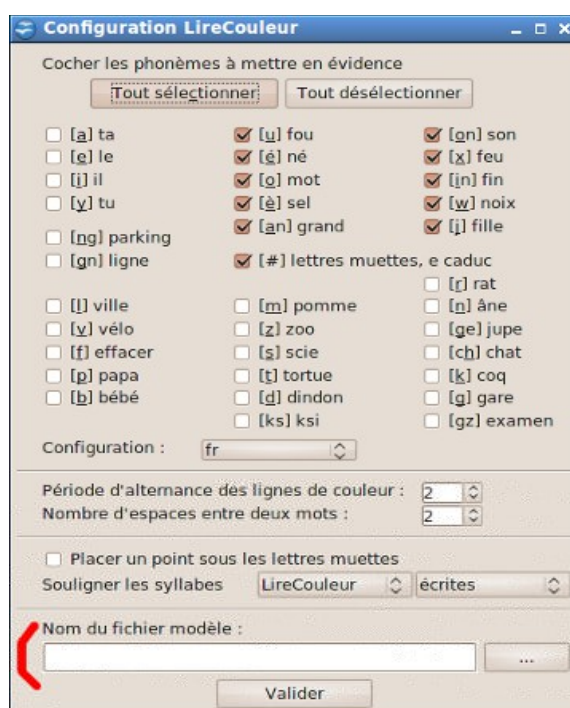 Configuration LireCouleur
Cocher les phonèmes à mettre en évidence
Tout sélectionner Tout désélectionner
[a] ta [u] fou [on] son
[e] le [é] né [x] feu
[i] il [o] mot [in] fin
[y] tu [è] sel [w] noix
[an] grand [j] fille
[ng] parking
[gn] ligne [#] lettres muettes, e caduc
[r] rat
[l] ville [m] pomme [n] âne
[v] vélo [z] zoo [ge] jupe
[f] effacer [s] scie [ch] chat
[p] papa [t] tortue [k] coq
[b] bébé [d] dindon [g] gare
[ks] ksi [gz] examen
Configuration : fr
Période d'alternance des lignes de couleur : 2
Nombre d'espaces entre deux mots : 2
Placer un point sous les lettres muettes
Souligner les syllabes LireCouleur écrites
Nom du fichier modèle :
...
Valider